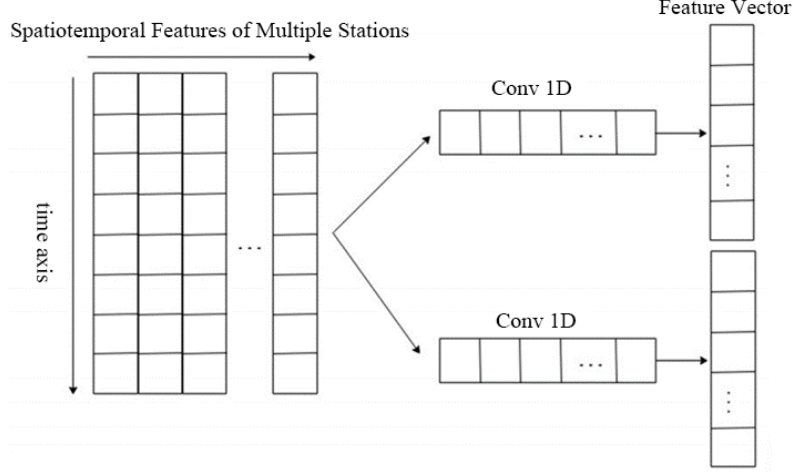 Feature Vector
Spatiotemporal Features of Multiple Stations
Conv 1D
...
time axis
...
...
Conv 1D
...
...